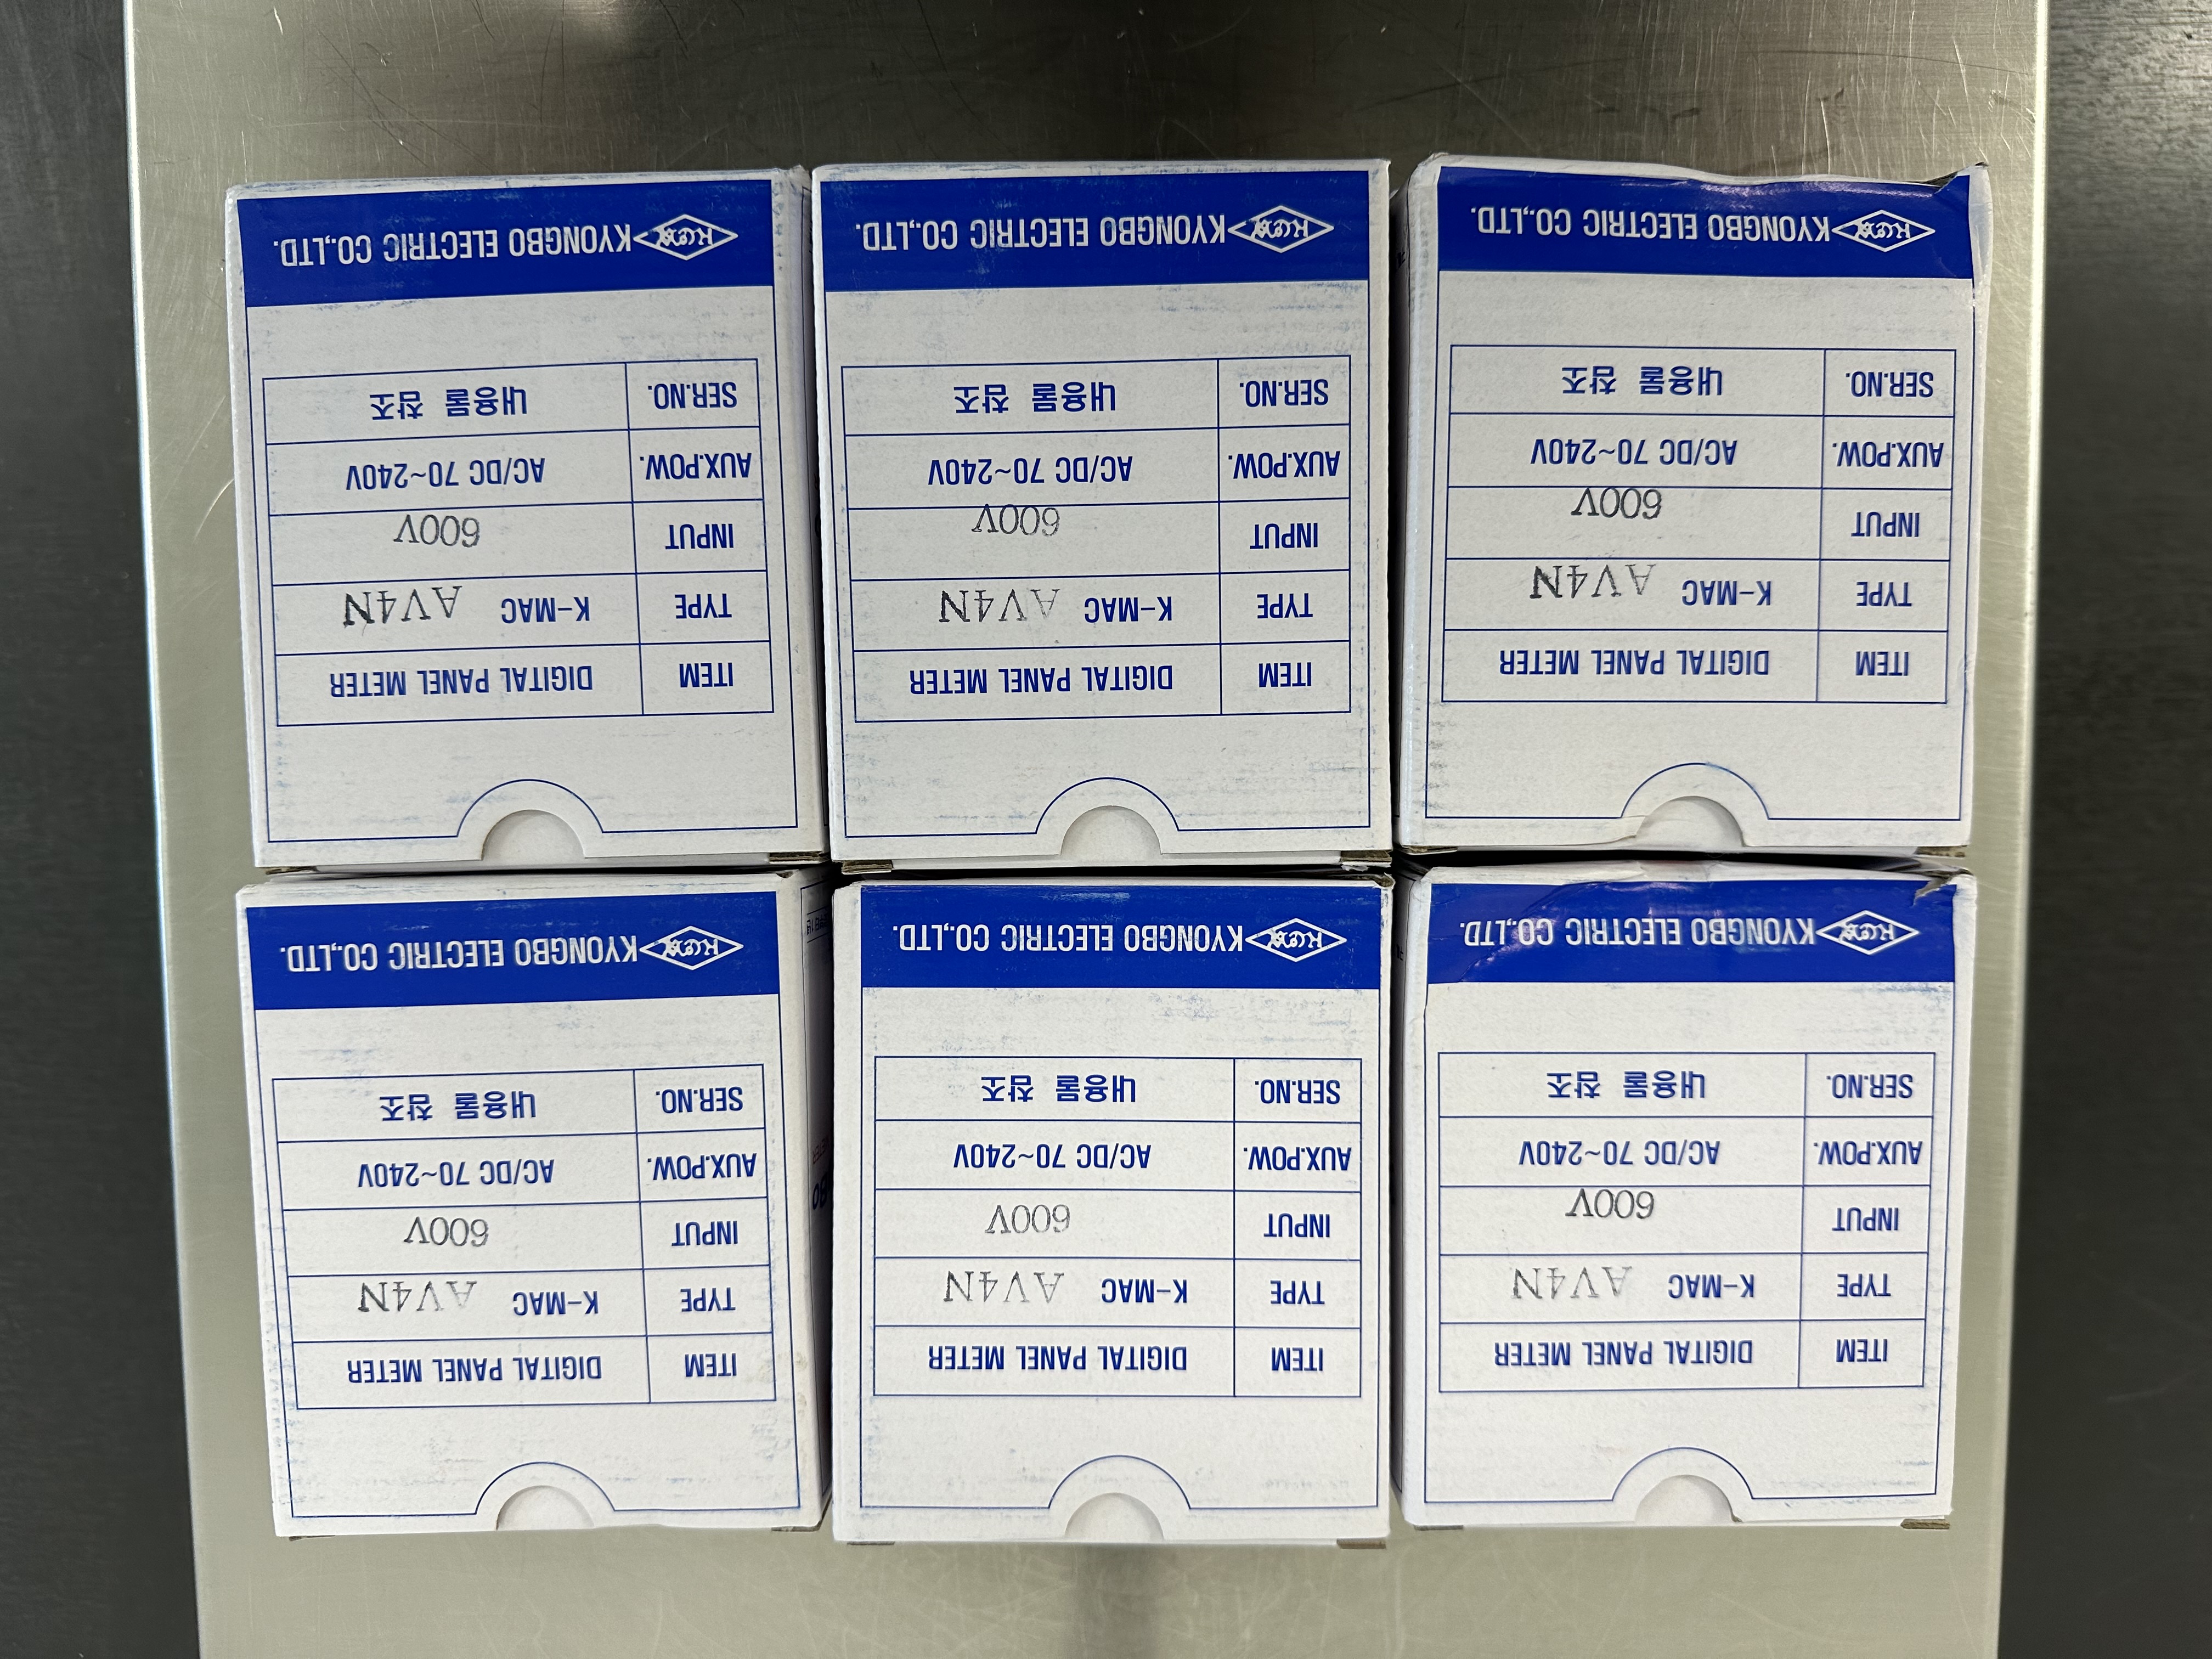 ITEM DIGITAL PANEL METER
TYPE K-MAC AV4N
INPUT 600V
AUX.POW. AC/DC 70~240V
SER.NO. 내용물 참조
KYONGBO ELECTRIC CO.,LTD.
ITEM DIGITAL PANEL METER
TYPE K-MAC AV4N
INPUT 600V
AUX.POW. AC/DC 70~240V
SER.NO. 내용물 참조
KYONGBO ELECTRIC CO.,LTD.
ITEM DIGITAL PANEL METER
TYPE K-MAC AV4N
INPUT 600V
AUX.POW. AC/DC 70~240V
SER.NO. 내용물 참조
KYONGBO ELECTRIC CO.,LTD.
ITEM DIGITAL PANEL METER
TYPE K-MAC AV4N
INPUT 600V
AUX.POW. AC/DC 70~240V
SER.NO. 내용물 참조
KYONGBO ELECTRIC CO.,LTD.
ITEM DIGITAL PANEL METER
TYPE K-MAC AV4N
INPUT 600V
AUX.POW. AC/DC 70~240V
SER.NO. 내용물 참조
KYONGBO ELECTRIC CO.,LTD.
ITEM DIGITAL PANEL METER
TYPE K-MAC AV4N
INPUT 600V
AUX.POW. AC/DC 70~240V
SER.NO. 내용물 참조
KYONGBO ELECTRIC CO.,LTD.